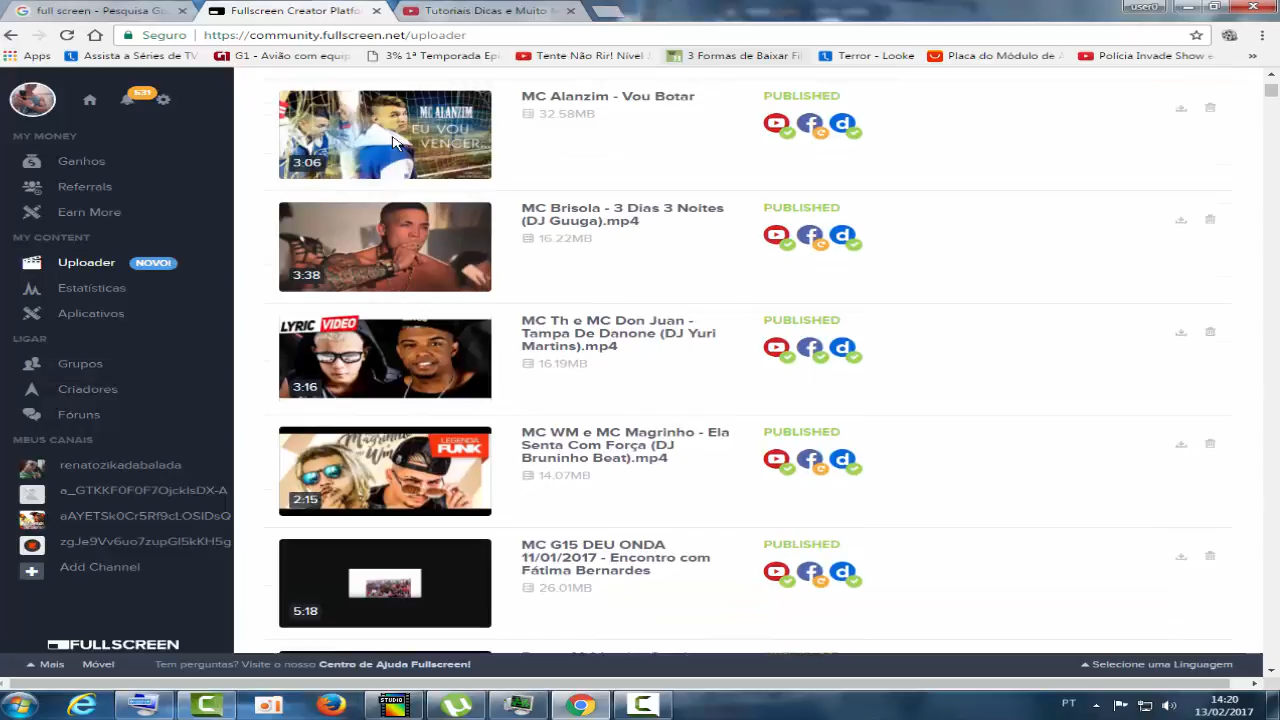 full screen - Pesquisa Goo
Fullscreen Creator Platfo
Tutoriais Dicas e Muito M
user0
Seguro
https://community.fullscreen.net/uploader
Apps
Assista a Séries de TV
G1 - Avião com equip
3% 1ª Temporada Epi
Tente Não Rir! Nível
3 Formas de Baixar Fil
Terror - Looke
Placa do Módulo de A
Polícia Invade Show e
»
531
MY MONEY
Ganhos
Referrals
Earn More
MY CONTENT
Uploader NOVO!
Estatísticas
Aplicativos
LIGAR
Grupos
Criadores
Fóruns
MEUS CANAIS
renatozikadabalada
a_GTKKF0F0F7OjckIsDX-A
aAYETSk0Cr5Rf9cLOSIDsQ
zgJe9Vv6uo7zupGI5kKH5g
Add Channel
FULLSCREEN
MC ALANZIM
EU VOU
VENCER...
3:06
MC Alanzim - Vou Botar
32.58MB
PUBLISHED
3:38
MC Brisola - 3 Dias 3 Noites
(DJ Guuga).mp4
16.22MB
PUBLISHED
LYRIC VIDEO
3:16
MC Th e MC Don Juan -
Tampa De Danone (DJ Yuri
Martins).mp4
16.19MB
PUBLISHED
Magrinho
WM
LEGENDA
FUNK
2:15
MC WM e MC Magrinho - Ela
Senta Com Força (DJ
Bruninho Beat).mp4
14.07MB
PUBLISHED
5:18
MC G15 DEU ONDA
11/01/2017 - Encontro com
Fátima Bernardes
26.01MB
PUBLISHED
Mais
Móvel
Tem perguntas? Visite o nosso Centro de Ajuda Fullscreen!
Selecione uma Linguagem
STUDIO
PT
14:20
13/02/2017